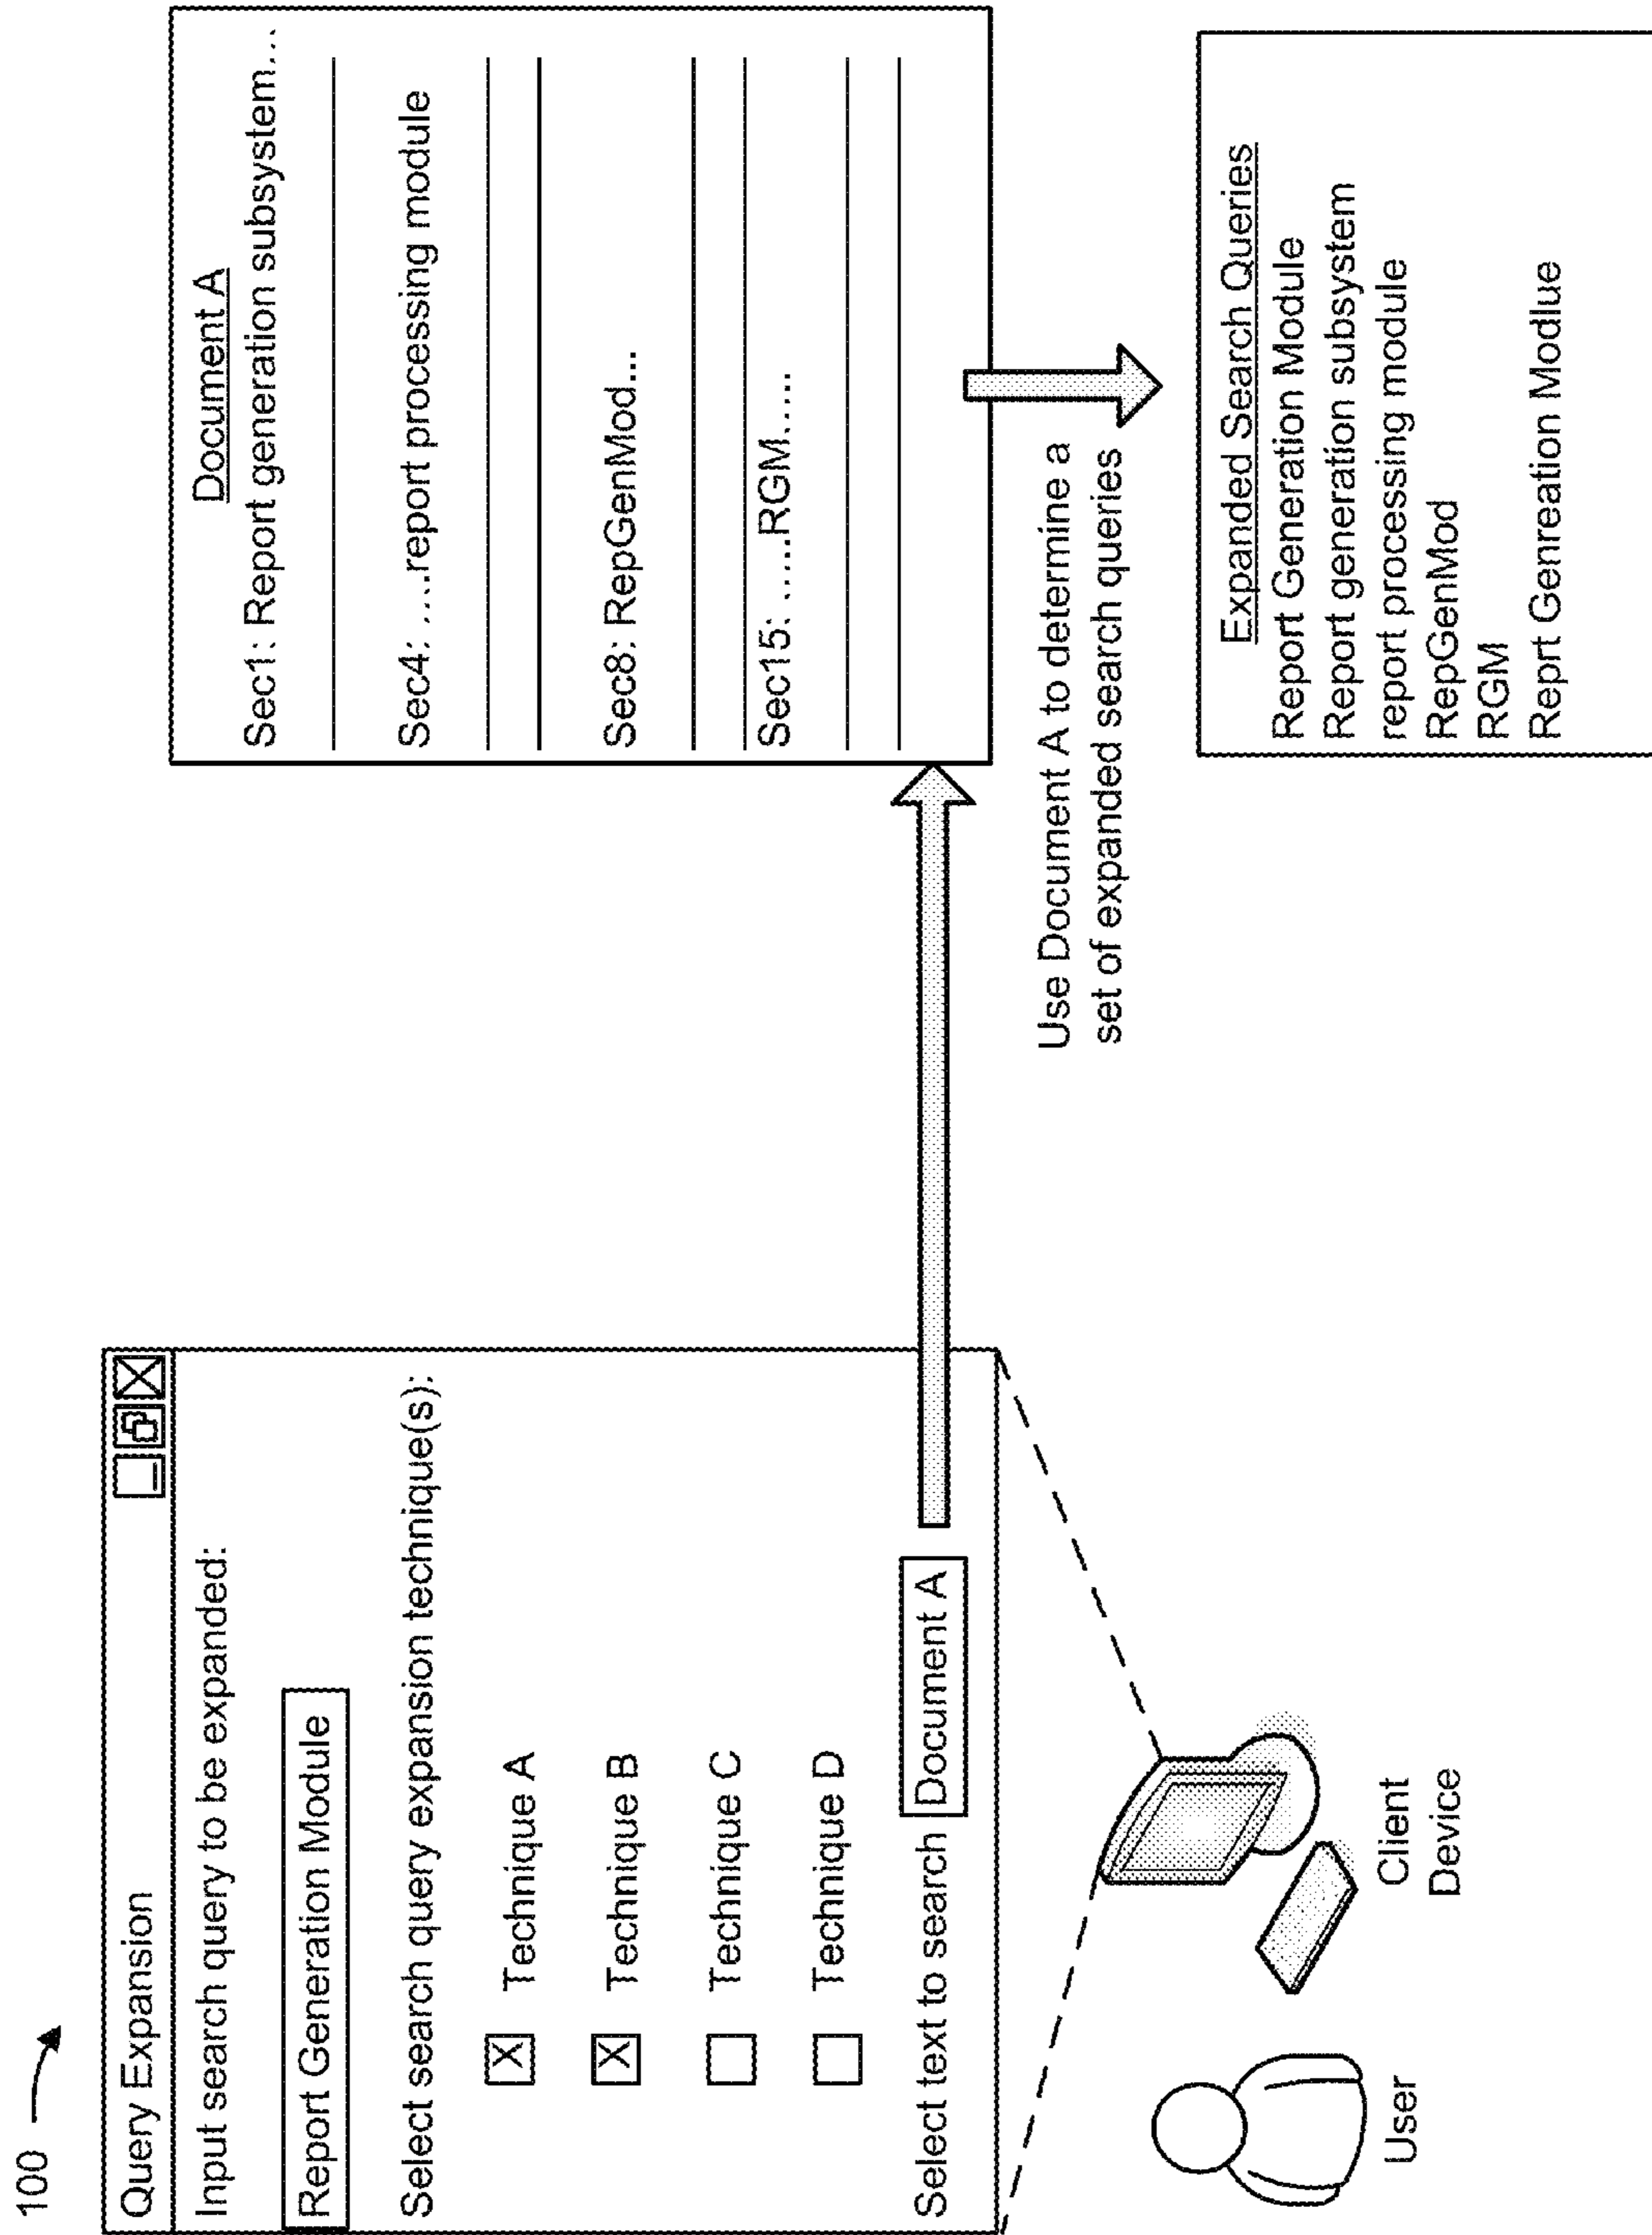 100
Query Expansion
Input search query to be expanded:
Report Generation Module
Select search query expansion technique(s):
X Technique A
X Technique B
Technique C
Technique D
Select text to search Document A
User
Client
Device
Document A
Sec1: Report generation subsystem...
Sec4: ....report processing module
Sec8: RepGenMod...
Sec15: ......RGM.....
Use Document A to determine a
set of expanded search queries
Expanded Search Queries
Report Generation Module
Report generation subsystem
report processing module
RepGenMod
RGM
Reprt Genreation Modlue